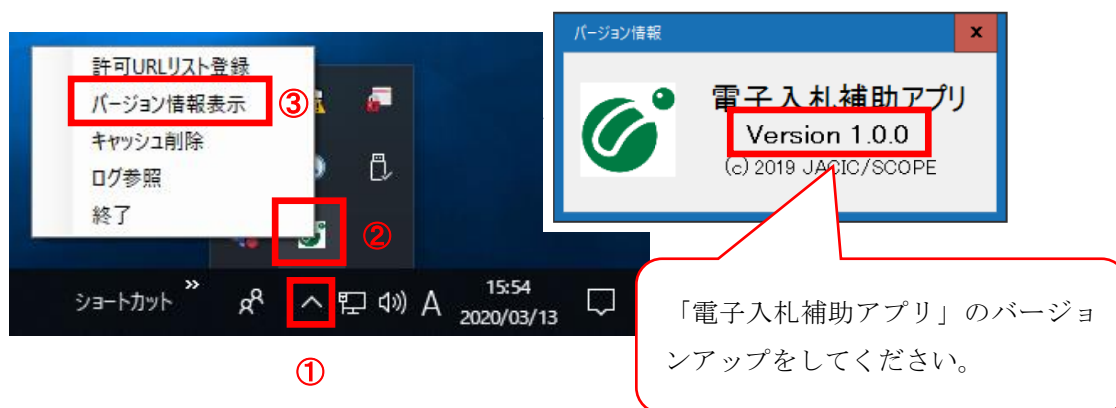 許可URLリスト登録
バージョン情報表示
③
キャッシュ削除
ログ参照
終了
②
ショートカット
»
A
15:54
2020/03/13
①
バージョン情報
x
電子入札補助アプリ
Version 1.0.0
(c) 2019 JACIC/SCOPE
「電子入札補助アプリ」のバージョ
ンアップをしてください。